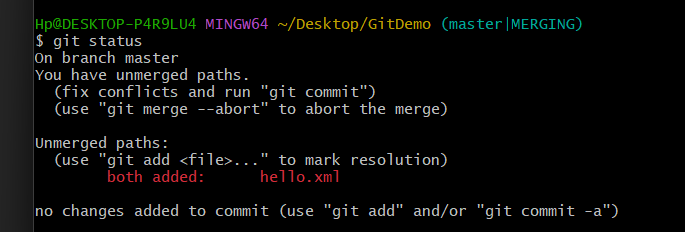 Hp@DESKTOP-P4R9LU4 MINGW64 ~/Desktop/GitDemo (master|MERGING)
$ git status
On branch master
You have unmerged paths.
  (fix conflicts and run "git commit")
  (use "git merge --abort" to abort the merge)

Unmerged paths:
  (use "git add <file>..." to mark resolution)
        both added:      hello.xml

no changes added to commit (use "git add" and/or "git commit -a")